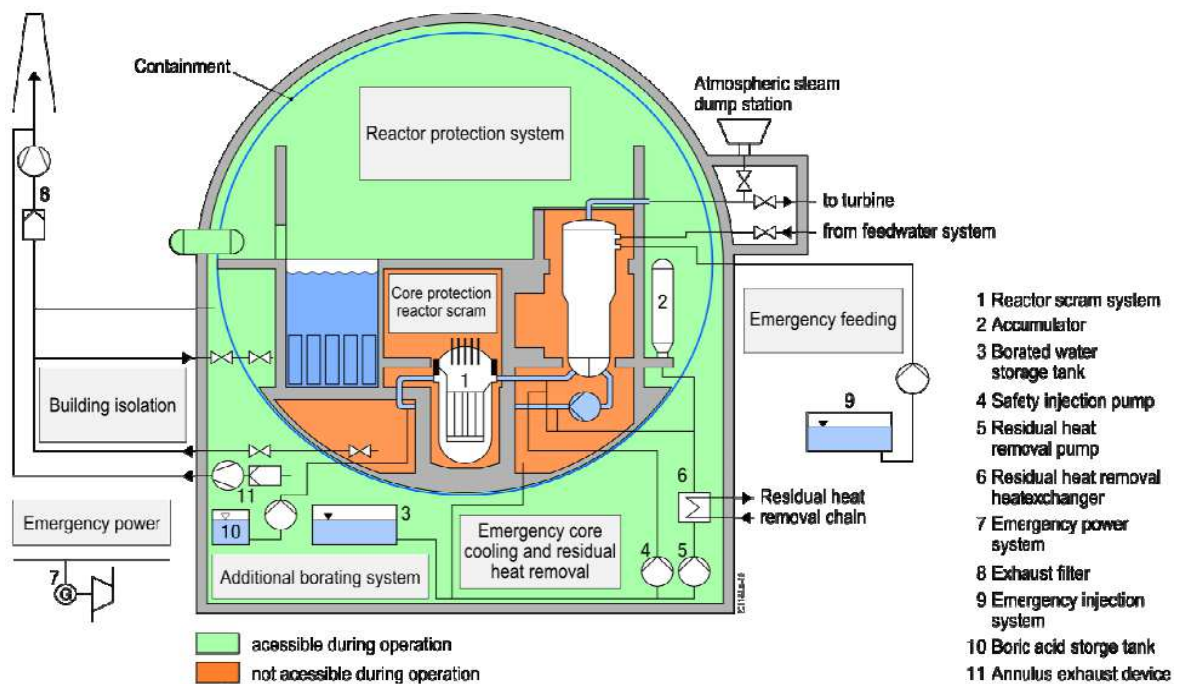 Containment
Reactor protection system
Atmospheric steam
dump station
8
to turbine
from feedwater system
Core protection
reactor scram
2
Emergency feeding
1
Building isolation
9
11
6
Residual heat
removal chain
Emergency power
10
3
Emergency core
cooling and residual
heat removal
4
5
7
G
Additional borating system
acessible during operation
not acessible during operation
1 Reactor scram system
2 Accumulator
3 Borated water
storage tank
4 Safety injection pump
5 Residual heat
removal pump
6 Residual heat removal
heatexchanger
7 Emergency power
system
8 Exhaust filter
9 Emergency injection
system
10 Boric acid storge tank
11 Annulus exhaust device